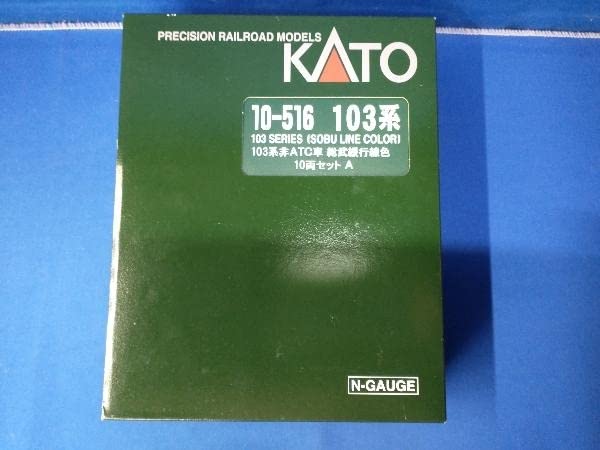 PRECISION RAILROAD MODELS
KATO
10-516 103系
103 SERIES (SOBU LINE COLOR)
103系非ATC車 総武緩行線色
10両セット A
N-GAUGE